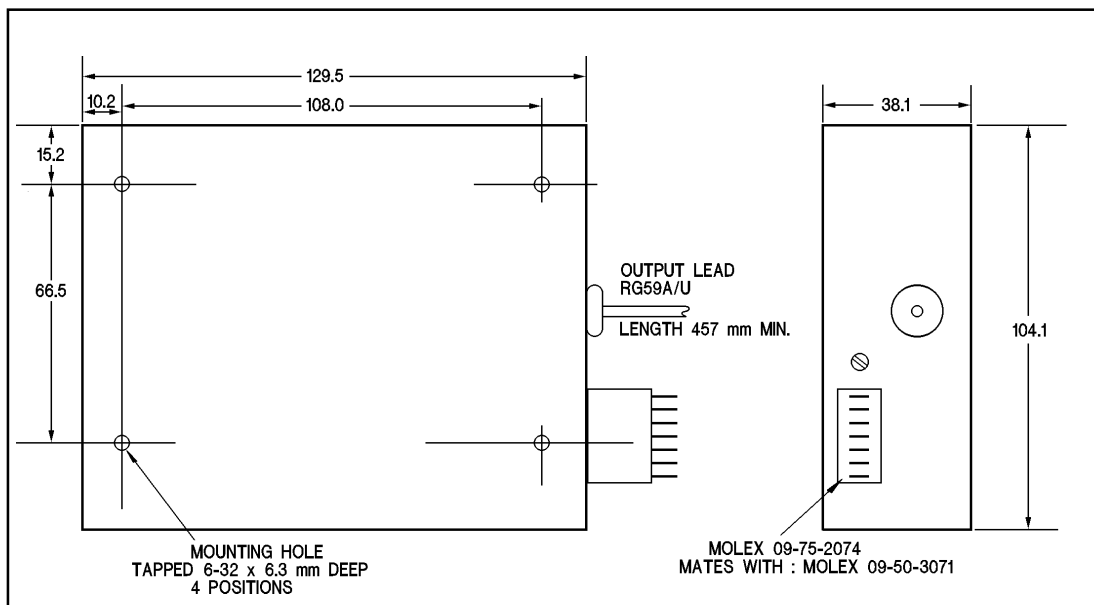 129.5
10.2
108.0
38.1
15.2
66.5
OUTPUT LEAD
RG59A/U
LENGTH 457 mm MIN.
104.1
MOUNTING HOLE
TAPPED 6-32 x 6.3 mm DEEP
4 POSITIONS
MOLEX 09-75-2074
MATES WITH : MOLEX 09-50-3071